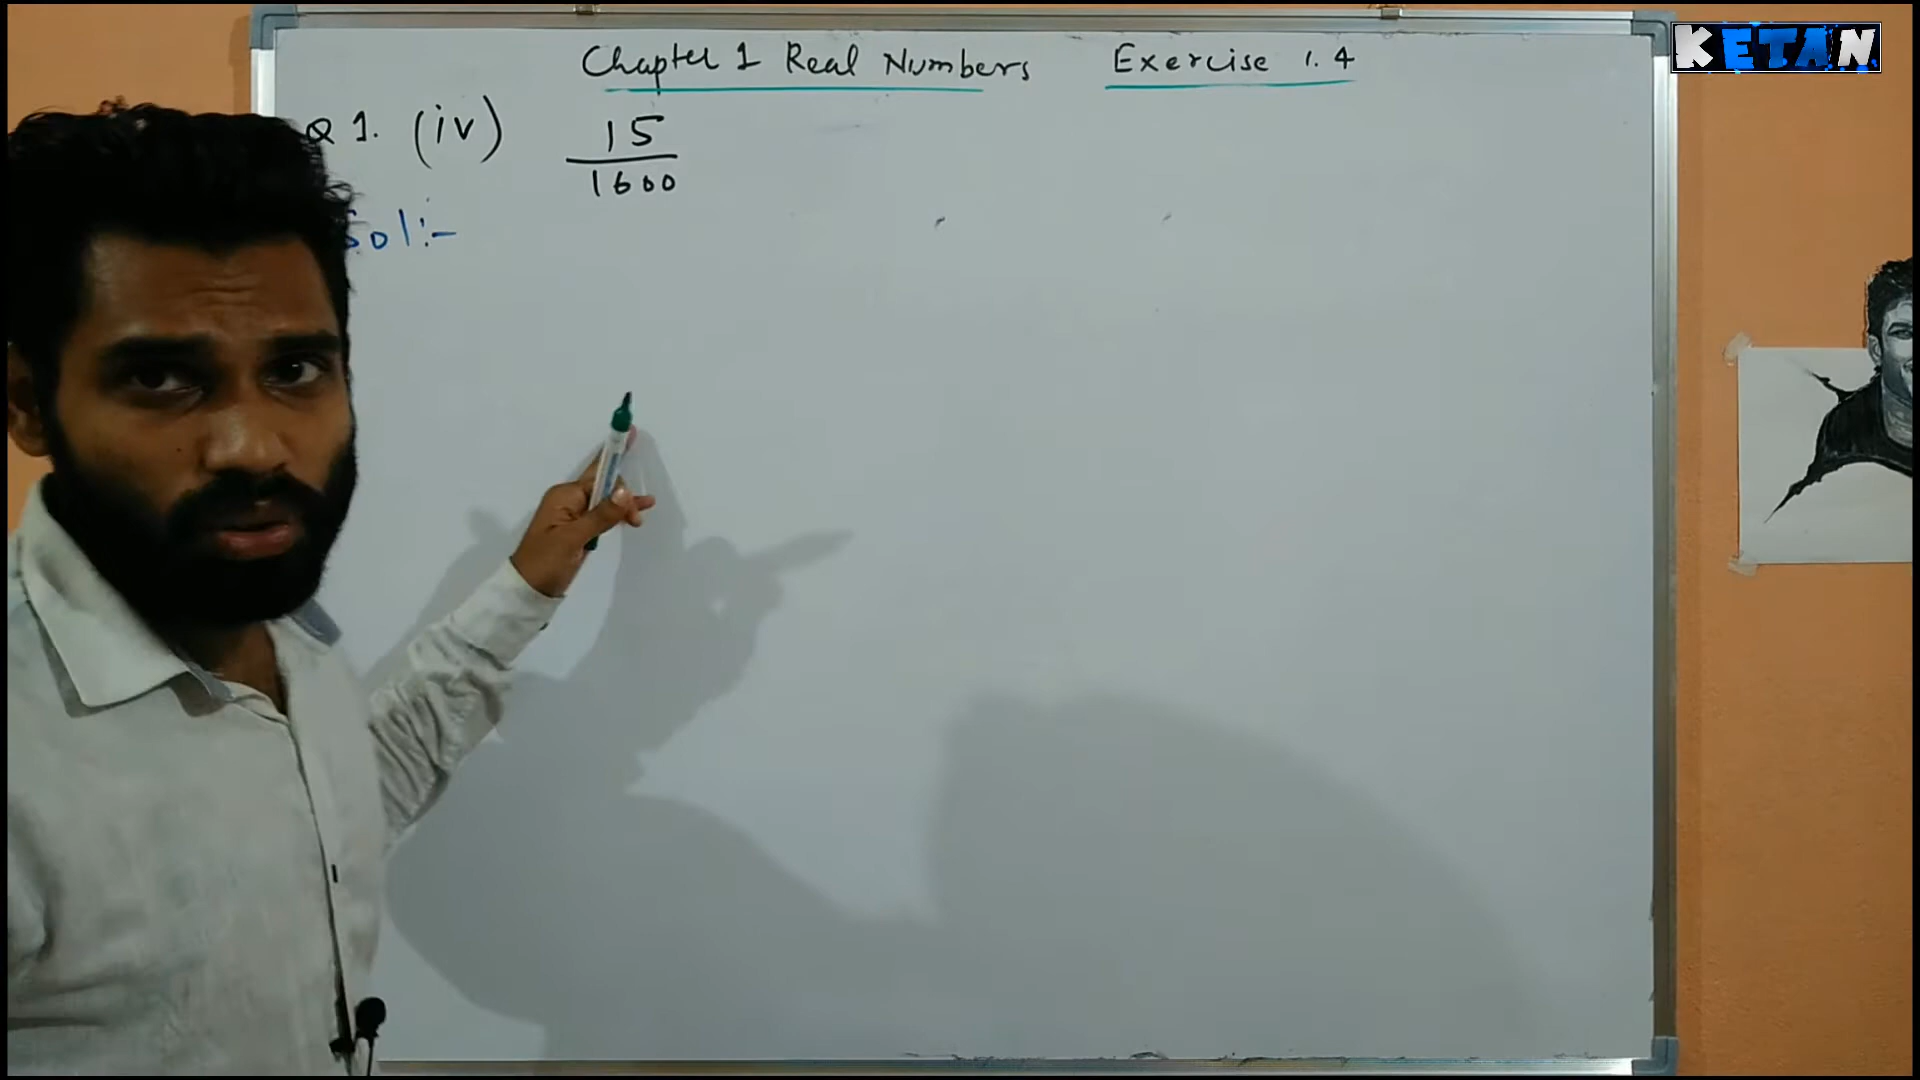 KETAN
Chapter 1 Real Numbers Exercise 1.4
Q 1. (iv) 15
1600
Sol:-